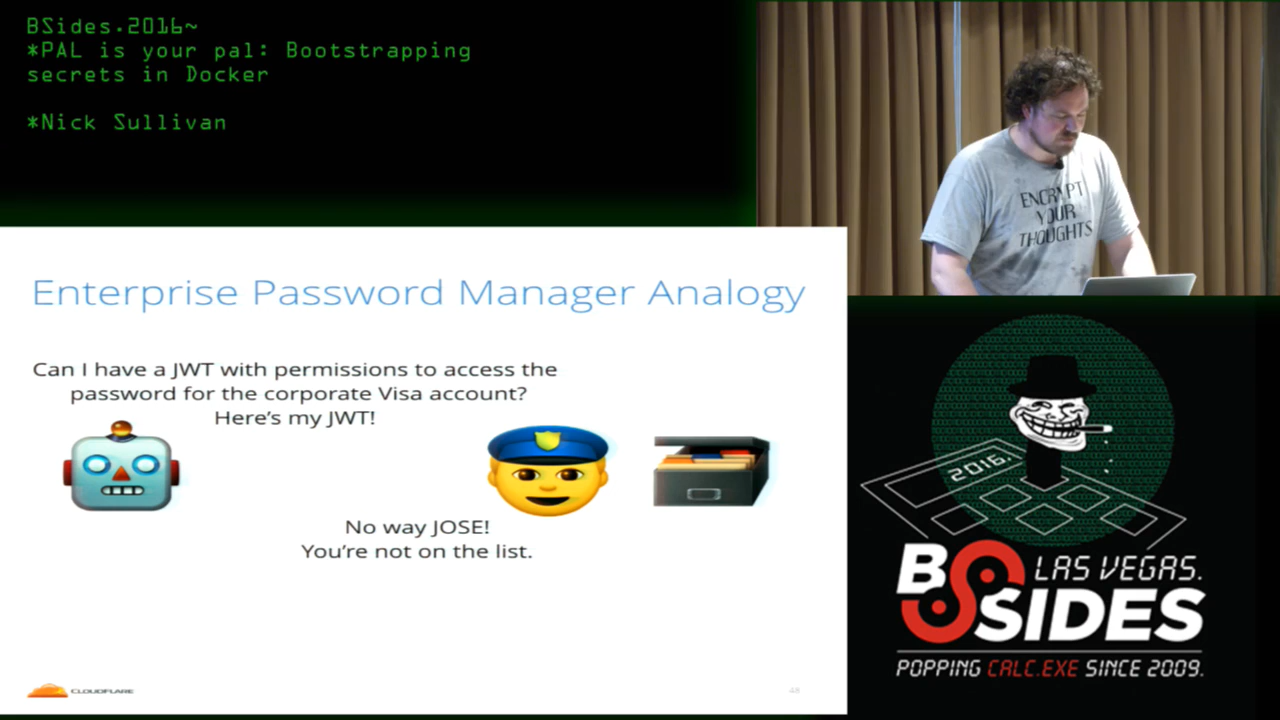 BSides.2016~
*PAL is your pal: Bootstrapping
secrets in Docker
*Nick Sullivan
ENCRYPT
YOUR
THOUGHTS
Enterprise Password Manager Analogy
Can I have a JWT with permissions to access the
password for the corporate Visa account?
Here's my JWT!
No way JOSE!
You're not on the list.
CLOUDFLARE
48
2016.
BSIDES
LAS VEGAS.
POPPING CALC.EXE SINCE 2009.